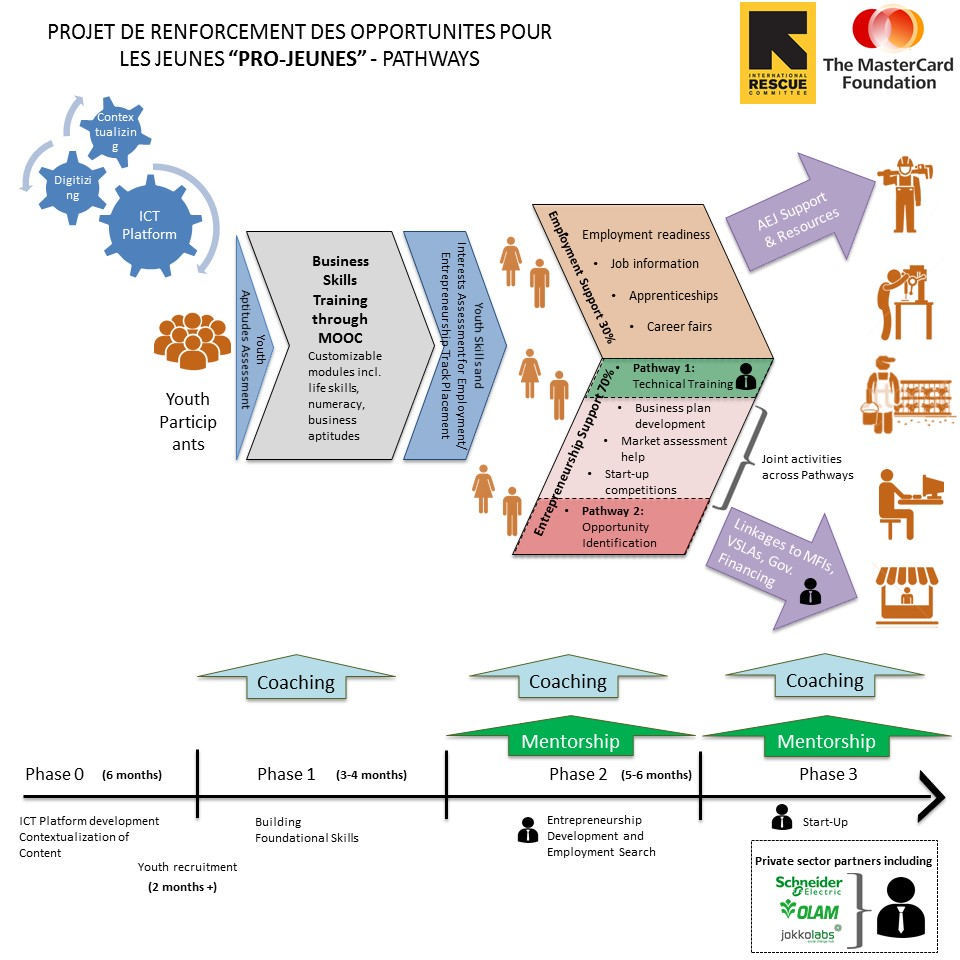 PROJET DE RENFORCEMENT DES OPPORTUNITES POUR
LES JEUNES “PRO-JEUNES” - PATHWAYS
INTERNATIONAL
RESCUE
COMMITTEE
The MasterCard
Foundation
Contex
tualizin
g
Digitizi
ng
ICT
Platform
Youth
Particip
ants
Youth
Aptitudes Assessment
Business
Skills
Training
through
MOOC
Customizable
modules incl.
life skills,
numeracy,
business
aptitudes
Youth Skills and
Interests Assessment for Employment/
Entrepreneurship Track Placement
Employment Support 30%
Employment readiness
• Job information
• Apprenticeships
• Career fairs
Entrepreneurship Support 70%
• Pathway 1:
Technical Training
• Business plan
development
• Market assessment
help
• Start-up
competitions
• Pathway 2:
Opportunity
Identification
Joint activities
across Pathways
AEJ Support
& Resources
Linkages to MFIs,
VSLAs, Gov.
Financing
Coaching
Coaching
Coaching
Mentorship
Mentorship
Phase 0 (6 months)
Phase 1 (3-4 months)
Phase 2 (5-6 months)
Phase 3
ICT Platform development
Contextualization of
Content
Youth recruitment
(2 months +)
Building
Foundational Skills
Entrepreneurship
Development and
Employment Search
Start-Up
Private sector partners including
Schneider
Electric
OLAM
jokkolabs